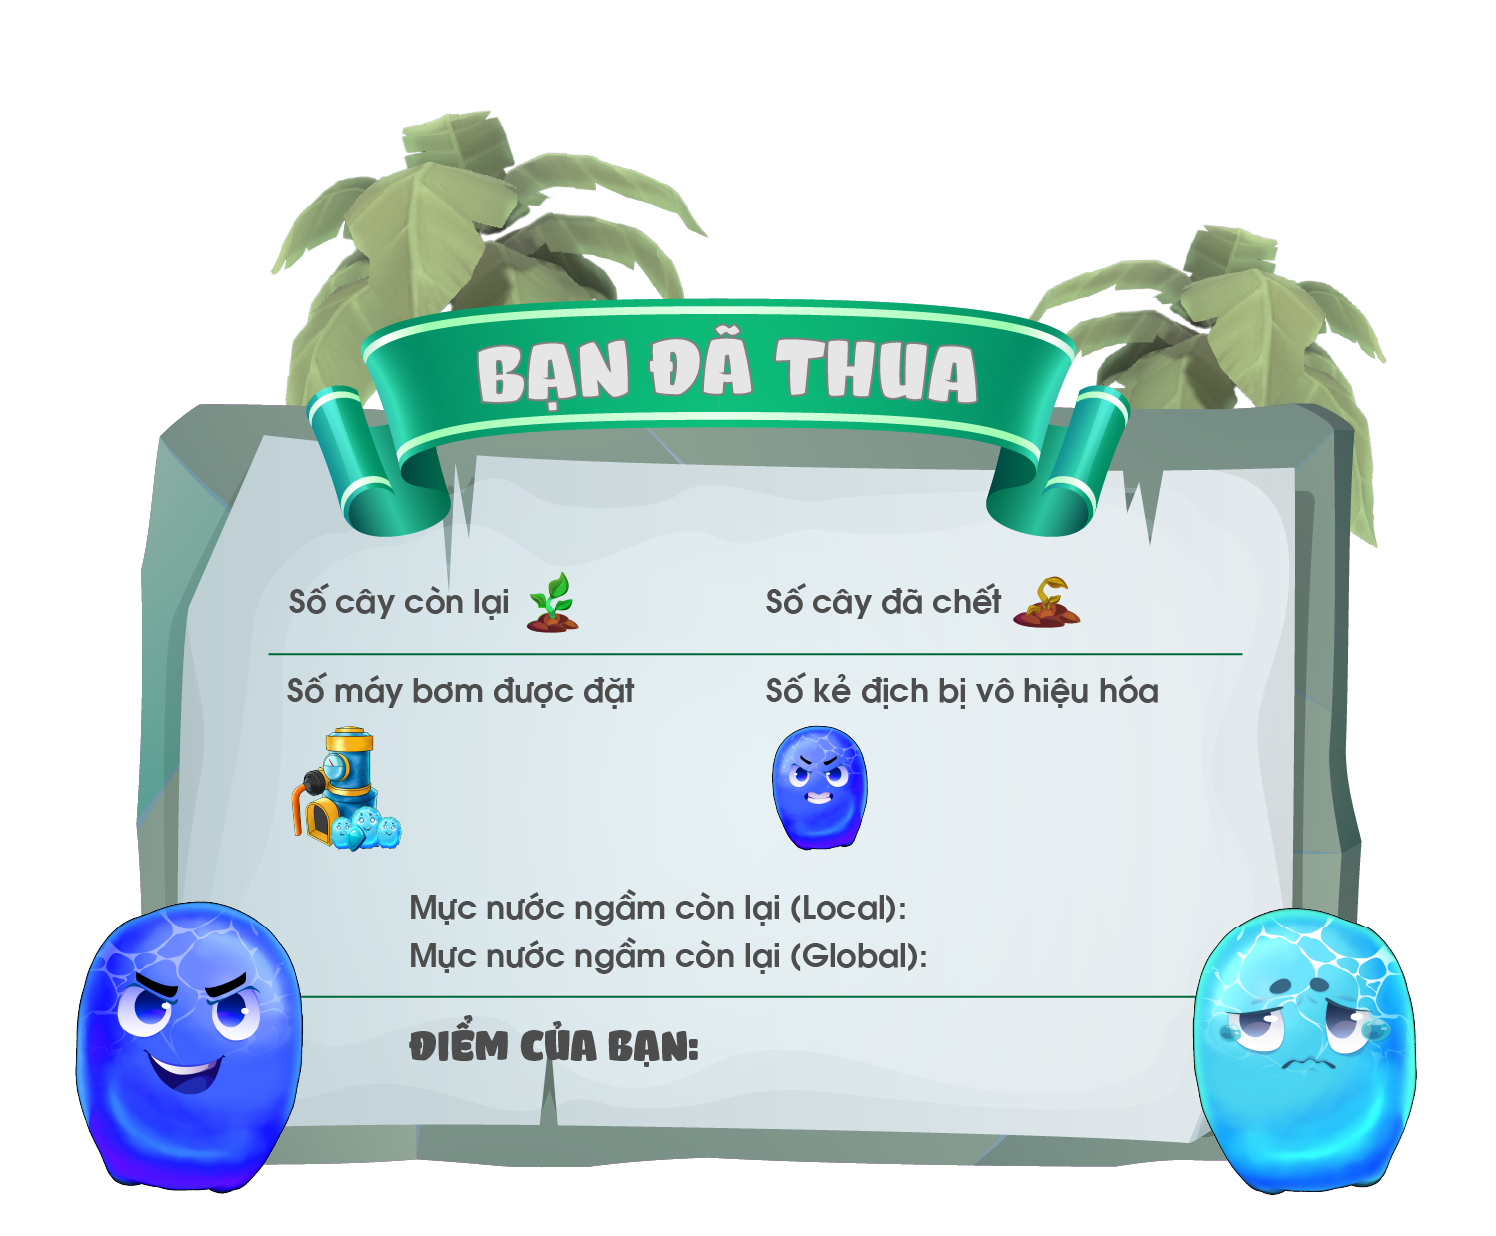 BẠN ĐÃ THUA
Số cây còn lại
Số cây đã chết
Số máy bơm được đặt
Số kẻ địch bị vô hiệu hóa
Mực nước ngầm còn lại (Local):
Mực nước ngầm còn lại (Global):
ĐIỂM CỦA BẠN: